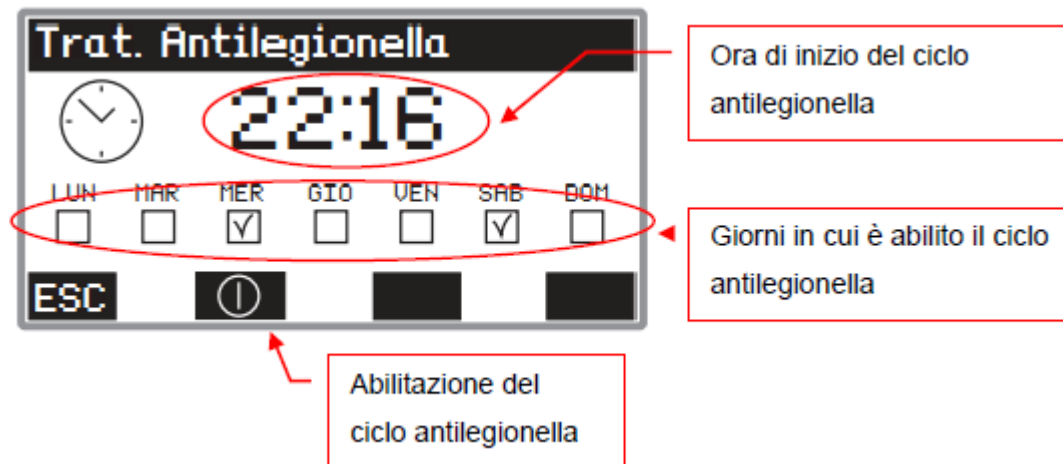 Trat. Antilegionella
22:16
LUN MAR MER GIO VEN SAB DOM
ESC
Ora di inizio del ciclo
antilegionella
Giorni in cui è abilito il ciclo
antilegionella
Abilitazione del
ciclo antilegionella